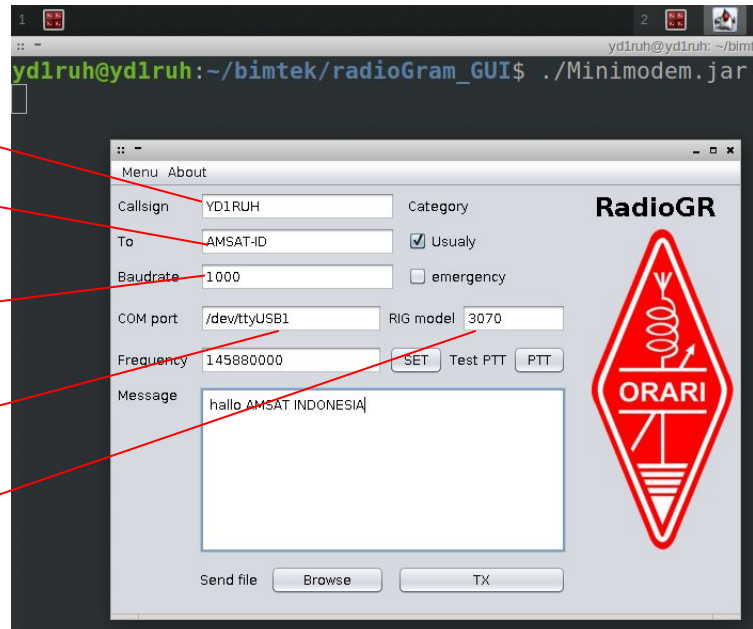 1
2
yd1ruh@yd1ruh: ~/bimt
yd1ruh@yd1ruh:~/bimtek/radioGram_GUI$ ./Minimodem.jar
Menu About
Callsign YD1RUH Category RadioGR
To AMSAT-ID Usualy
Baudrate 1000 emergency
COM port /dev/ttyUSB1 RIG model 3070
Frequency 145880000 SET Test PTT PTT
Message hallo AMSAT INDONESIA
ORARI
Send file Browse TX